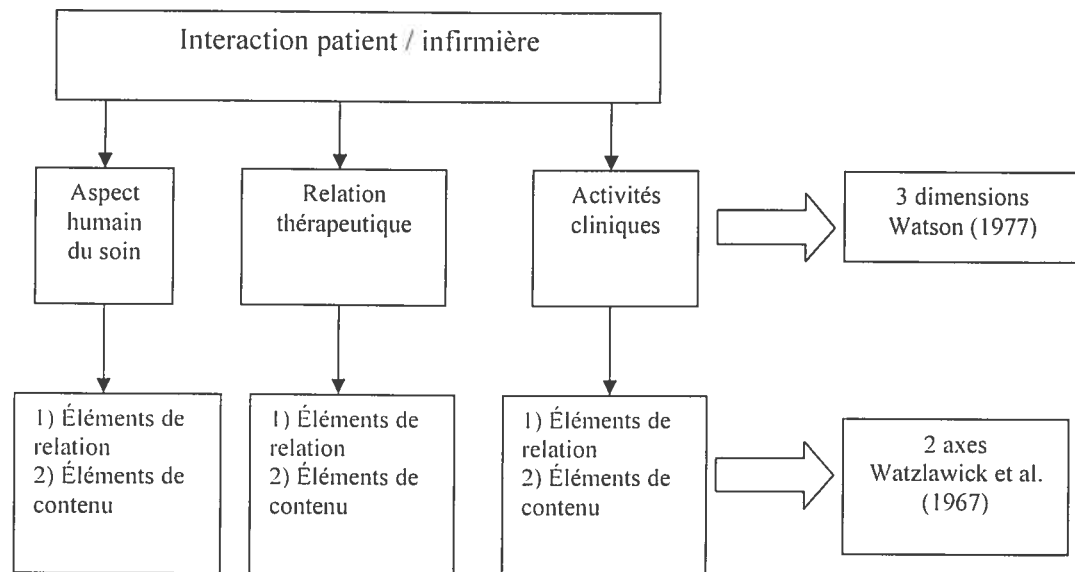 Interaction patient / infirmière
Aspect
humain
du soin
Relation
thérapeutique
Activités
cliniques
3 dimensions
Watson (1977)
1) Éléments de
relation
2) Éléments de
contenu
1) Éléments de
relation
2) Éléments de
contenu
1) Éléments de
relation
2) Éléments de
contenu
2 axes
Watzlawick et al.
(1967)